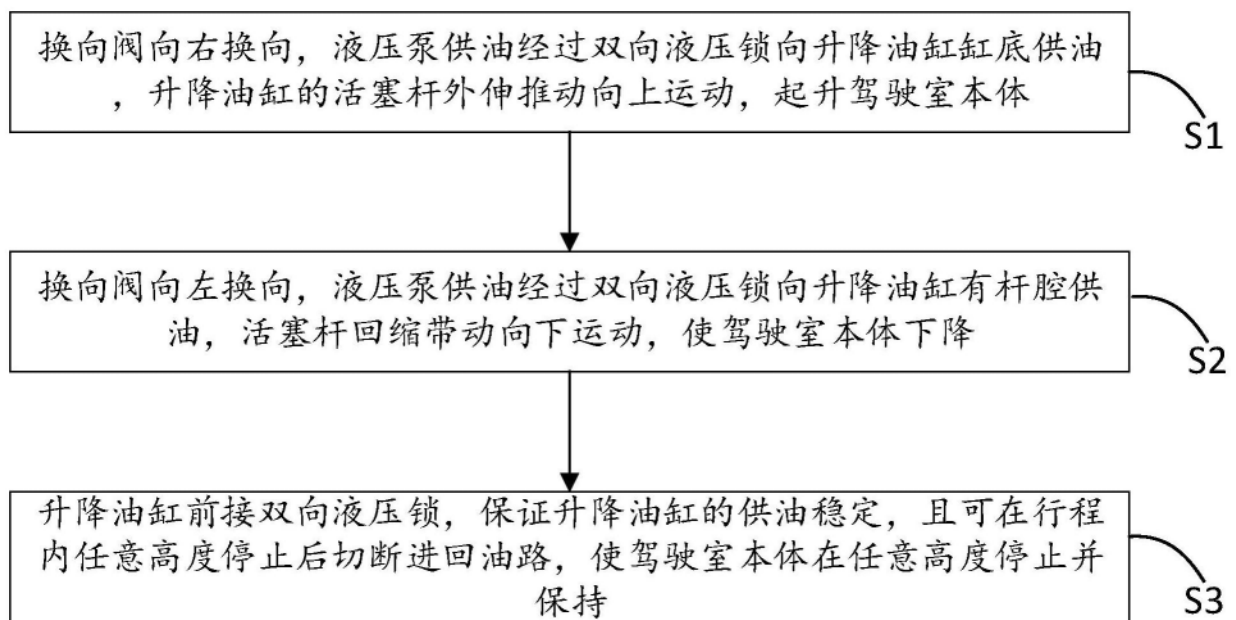 换向阀向右换向，液压泵供油经过双向液压锁向升降油缸缸底供油
，升降油缸的活塞杆外伸推动向上运动，起升驾驶室本体
S1
换向阀向左换向，液压泵供油经过双向液压锁向升降油缸有杆腔供
油，活塞杆回缩带动向下运动，使驾驶室本体下降
S2
升降油缸前接双向液压锁，保证升降油缸的供油稳定，且可在行程
内任意高度停止后切断进回油路，使驾驶室本体在任意高度停止并
保持
S3